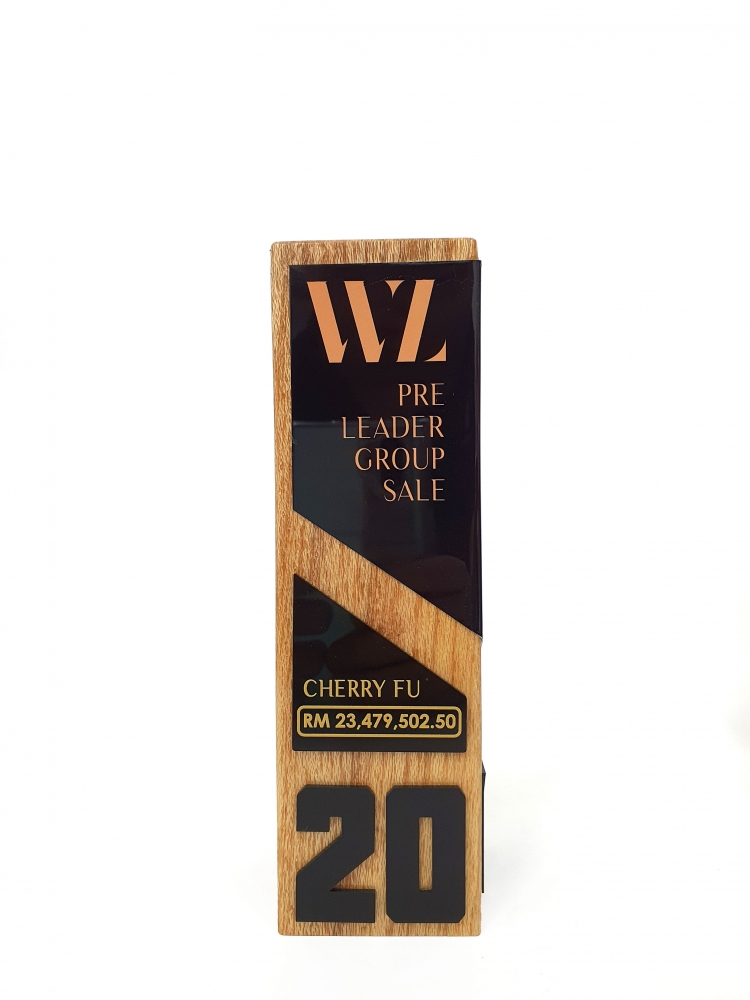 WZ
PRE
LEADER
GROUP
SALE
CHERRY FU
RM 23,479,502.50
20